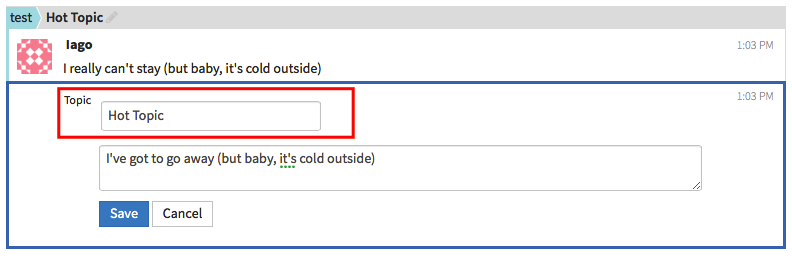 test Hot Topic
Iago 1:03 PM
I really can't stay (but baby, it's cold outside)
Topic 1:03 PM
Hot Topic
I've got to go away (but baby, it's cold outside)
Save Cancel